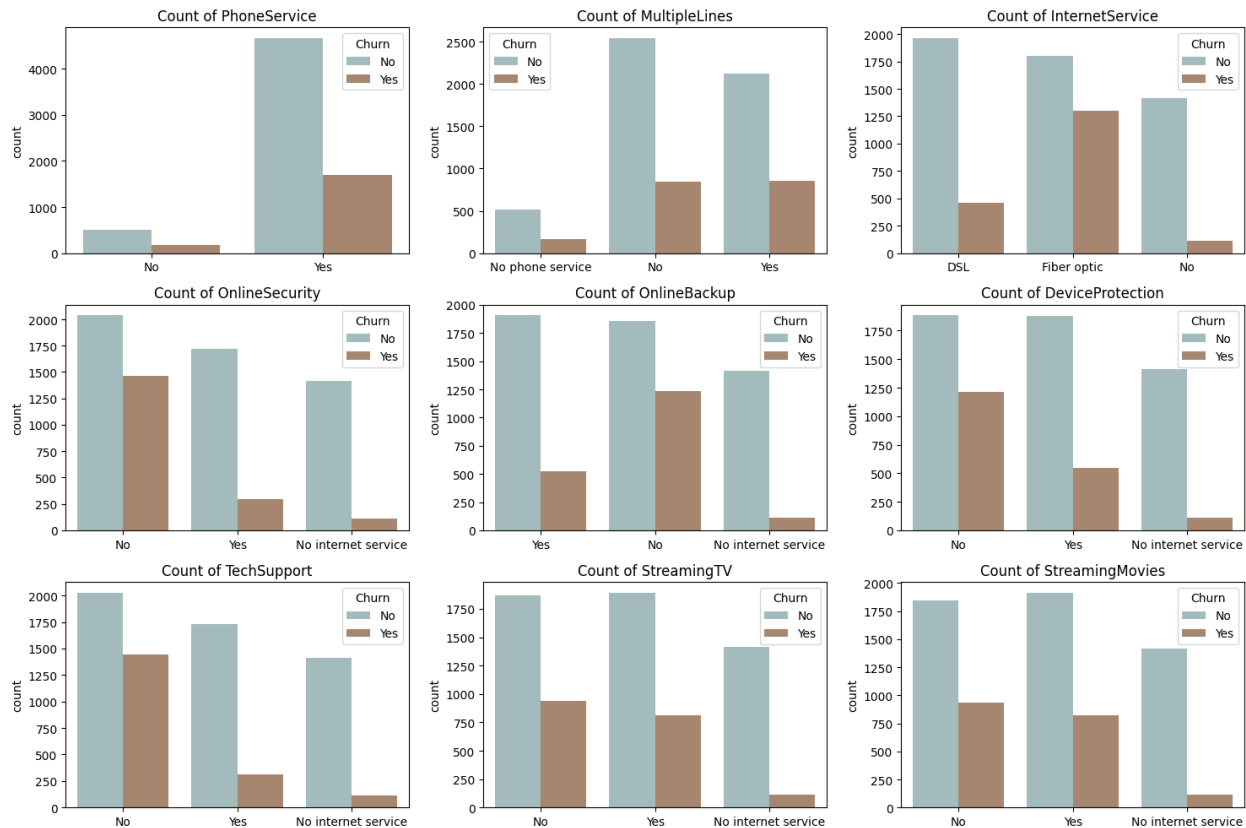 Count of PhoneService
count
4000
3000
2000
1000
0
No
Yes
Churn
No
Yes
Count of MultipleLines
count
2500
2000
1500
1000
500
0
No phone service
No
Yes
Churn
No
Yes
Count of InternetService
count
2000
1750
1500
1250
1000
750
500
250
0
DSL
Fiber optic
No
Churn
No
Yes
Count of OnlineSecurity
count
2000
1750
1500
1250
1000
750
500
250
0
No
Yes
No internet service
Churn
No
Yes
Count of OnlineBackup
count
2000
1750
1500
1250
1000
750
500
250
0
Yes
No
No internet service
Churn
No
Yes
Count of DeviceProtection
count
1750
1500
1250
1000
750
500
250
0
No
Yes
No internet service
Churn
No
Yes
Count of TechSupport
count
2000
1750
1500
1250
1000
750
500
250
0
No
Yes
No internet service
Churn
No
Yes
Count of StreamingTV
count
1750
1500
1250
1000
750
500
250
0
No
Yes
No internet service
Churn
No
Yes
Count of StreamingMovies
count
2000
1750
1500
1250
1000
750
500
250
0
No
Yes
No internet service
Churn
No
Yes